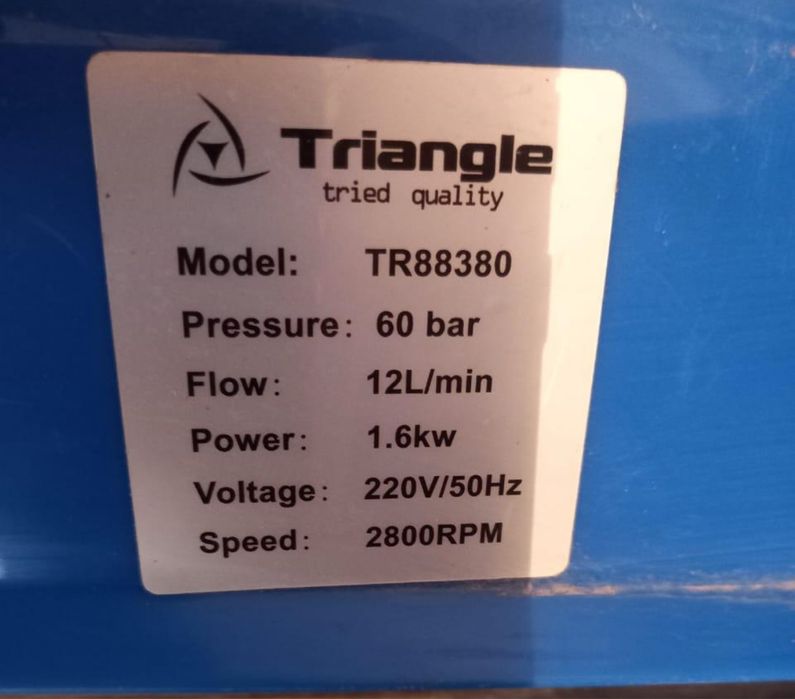 Triangle
tried quality
Model: TR88380
Pressure: 60 bar
Flow: 12L/min
Power: 1.6kw
Voltage: 220V/50Hz
Speed: 2800RPM